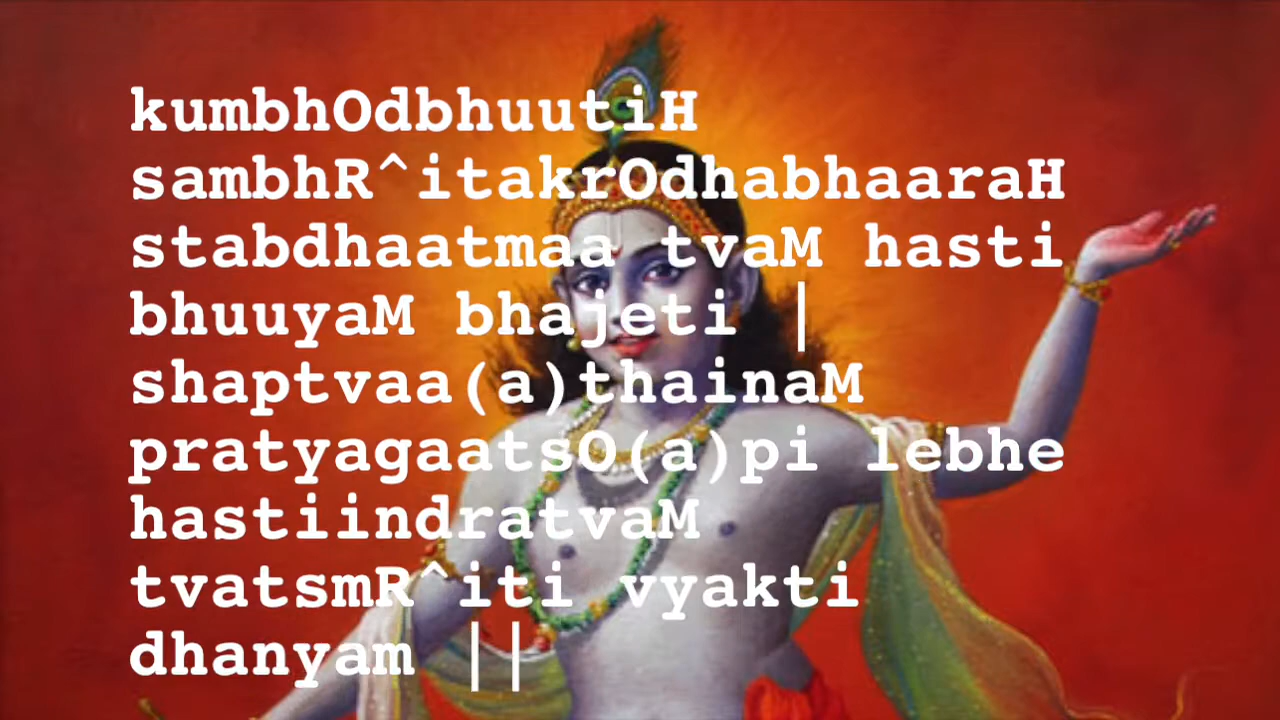 kumbhOdbhuutiH
sambhR^itakrOdhabhaaraH
stabdhaatmaa tvaM hasti
bhuuyaM bhajeti |
shaptvaa(a)thainaM
pratyagaatsO(a)pi lebhe
hastiindratvaM
tvatsmR^iti vyakti
dhanyam ||